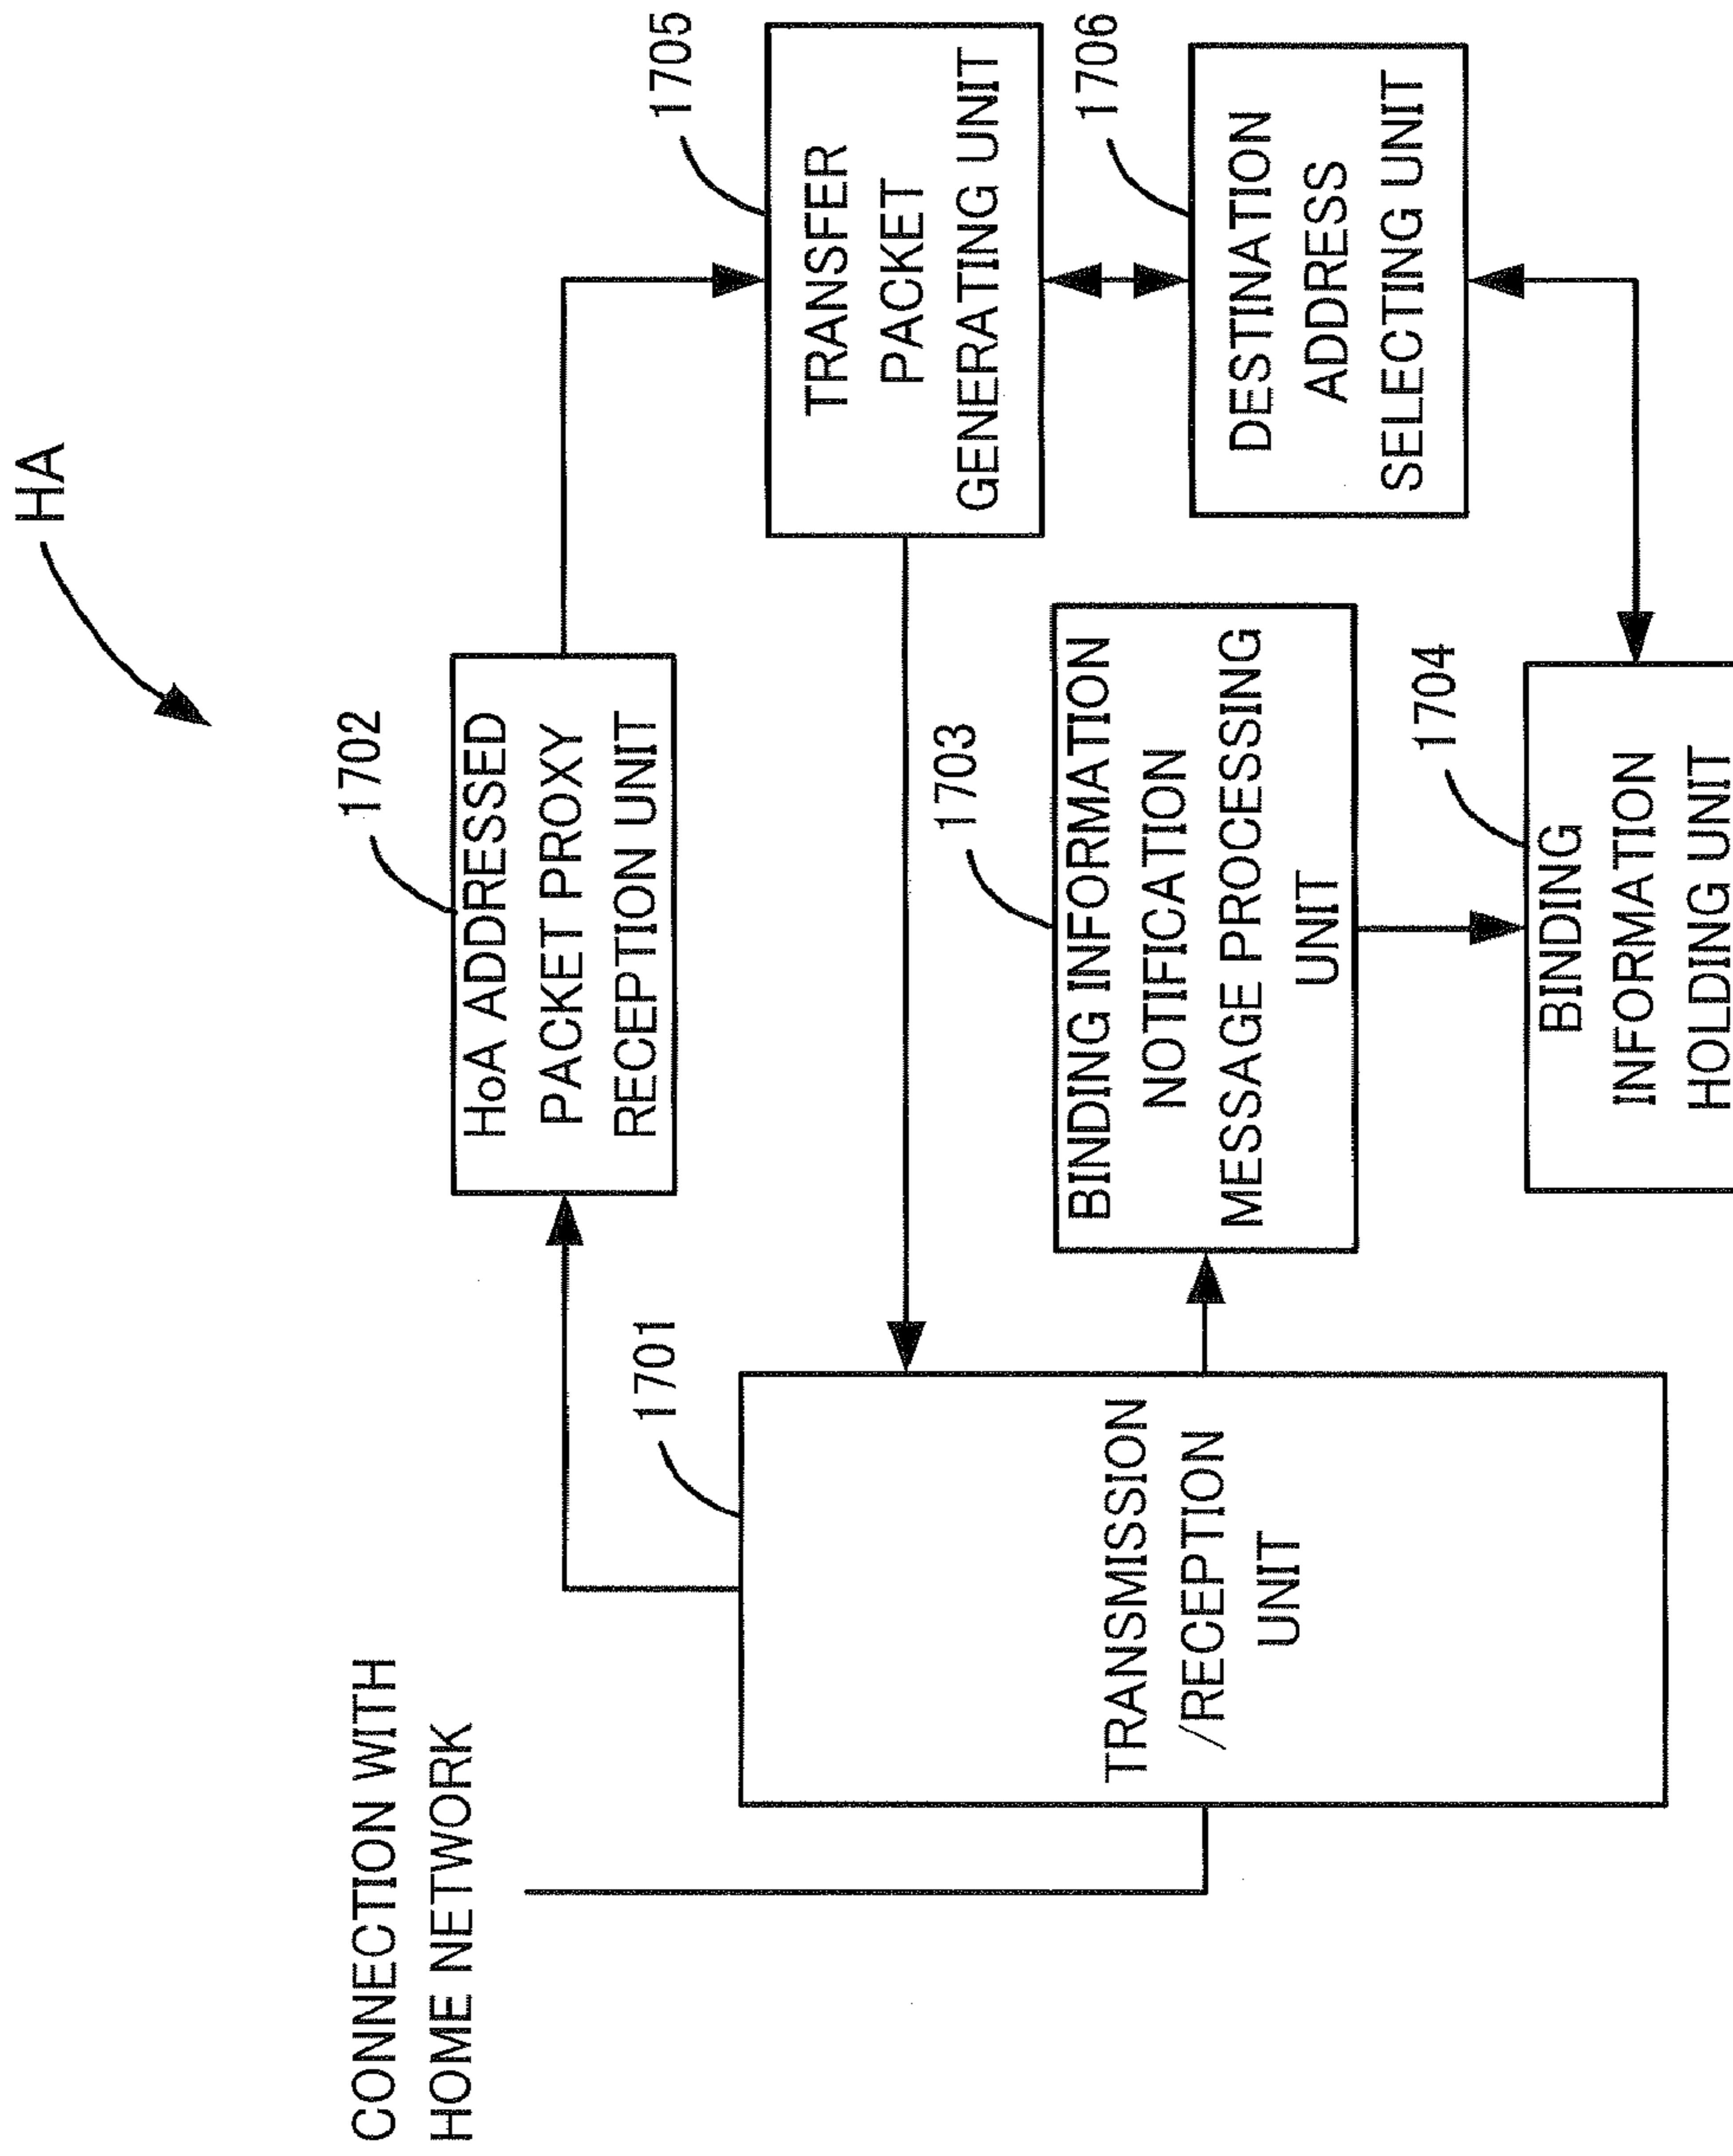 HA
CONNECTION WITH
HOME NETWORK
1702
HoA ADDRESSED
PACKET PROXY
RECEPTION UNIT
1701
TRANSMISSION
/RECEPTION
UNIT
1705
TRANSFER
PACKET
GENERATING UNIT
1703
BINDING INFORMATION
NOTIFICATION
MESSAGE PROCESSING
UNIT
1706
DESTINATION
ADDRESS
SELECTING UNIT
1704
BINDING
INFORMATION
HOLDING UNIT